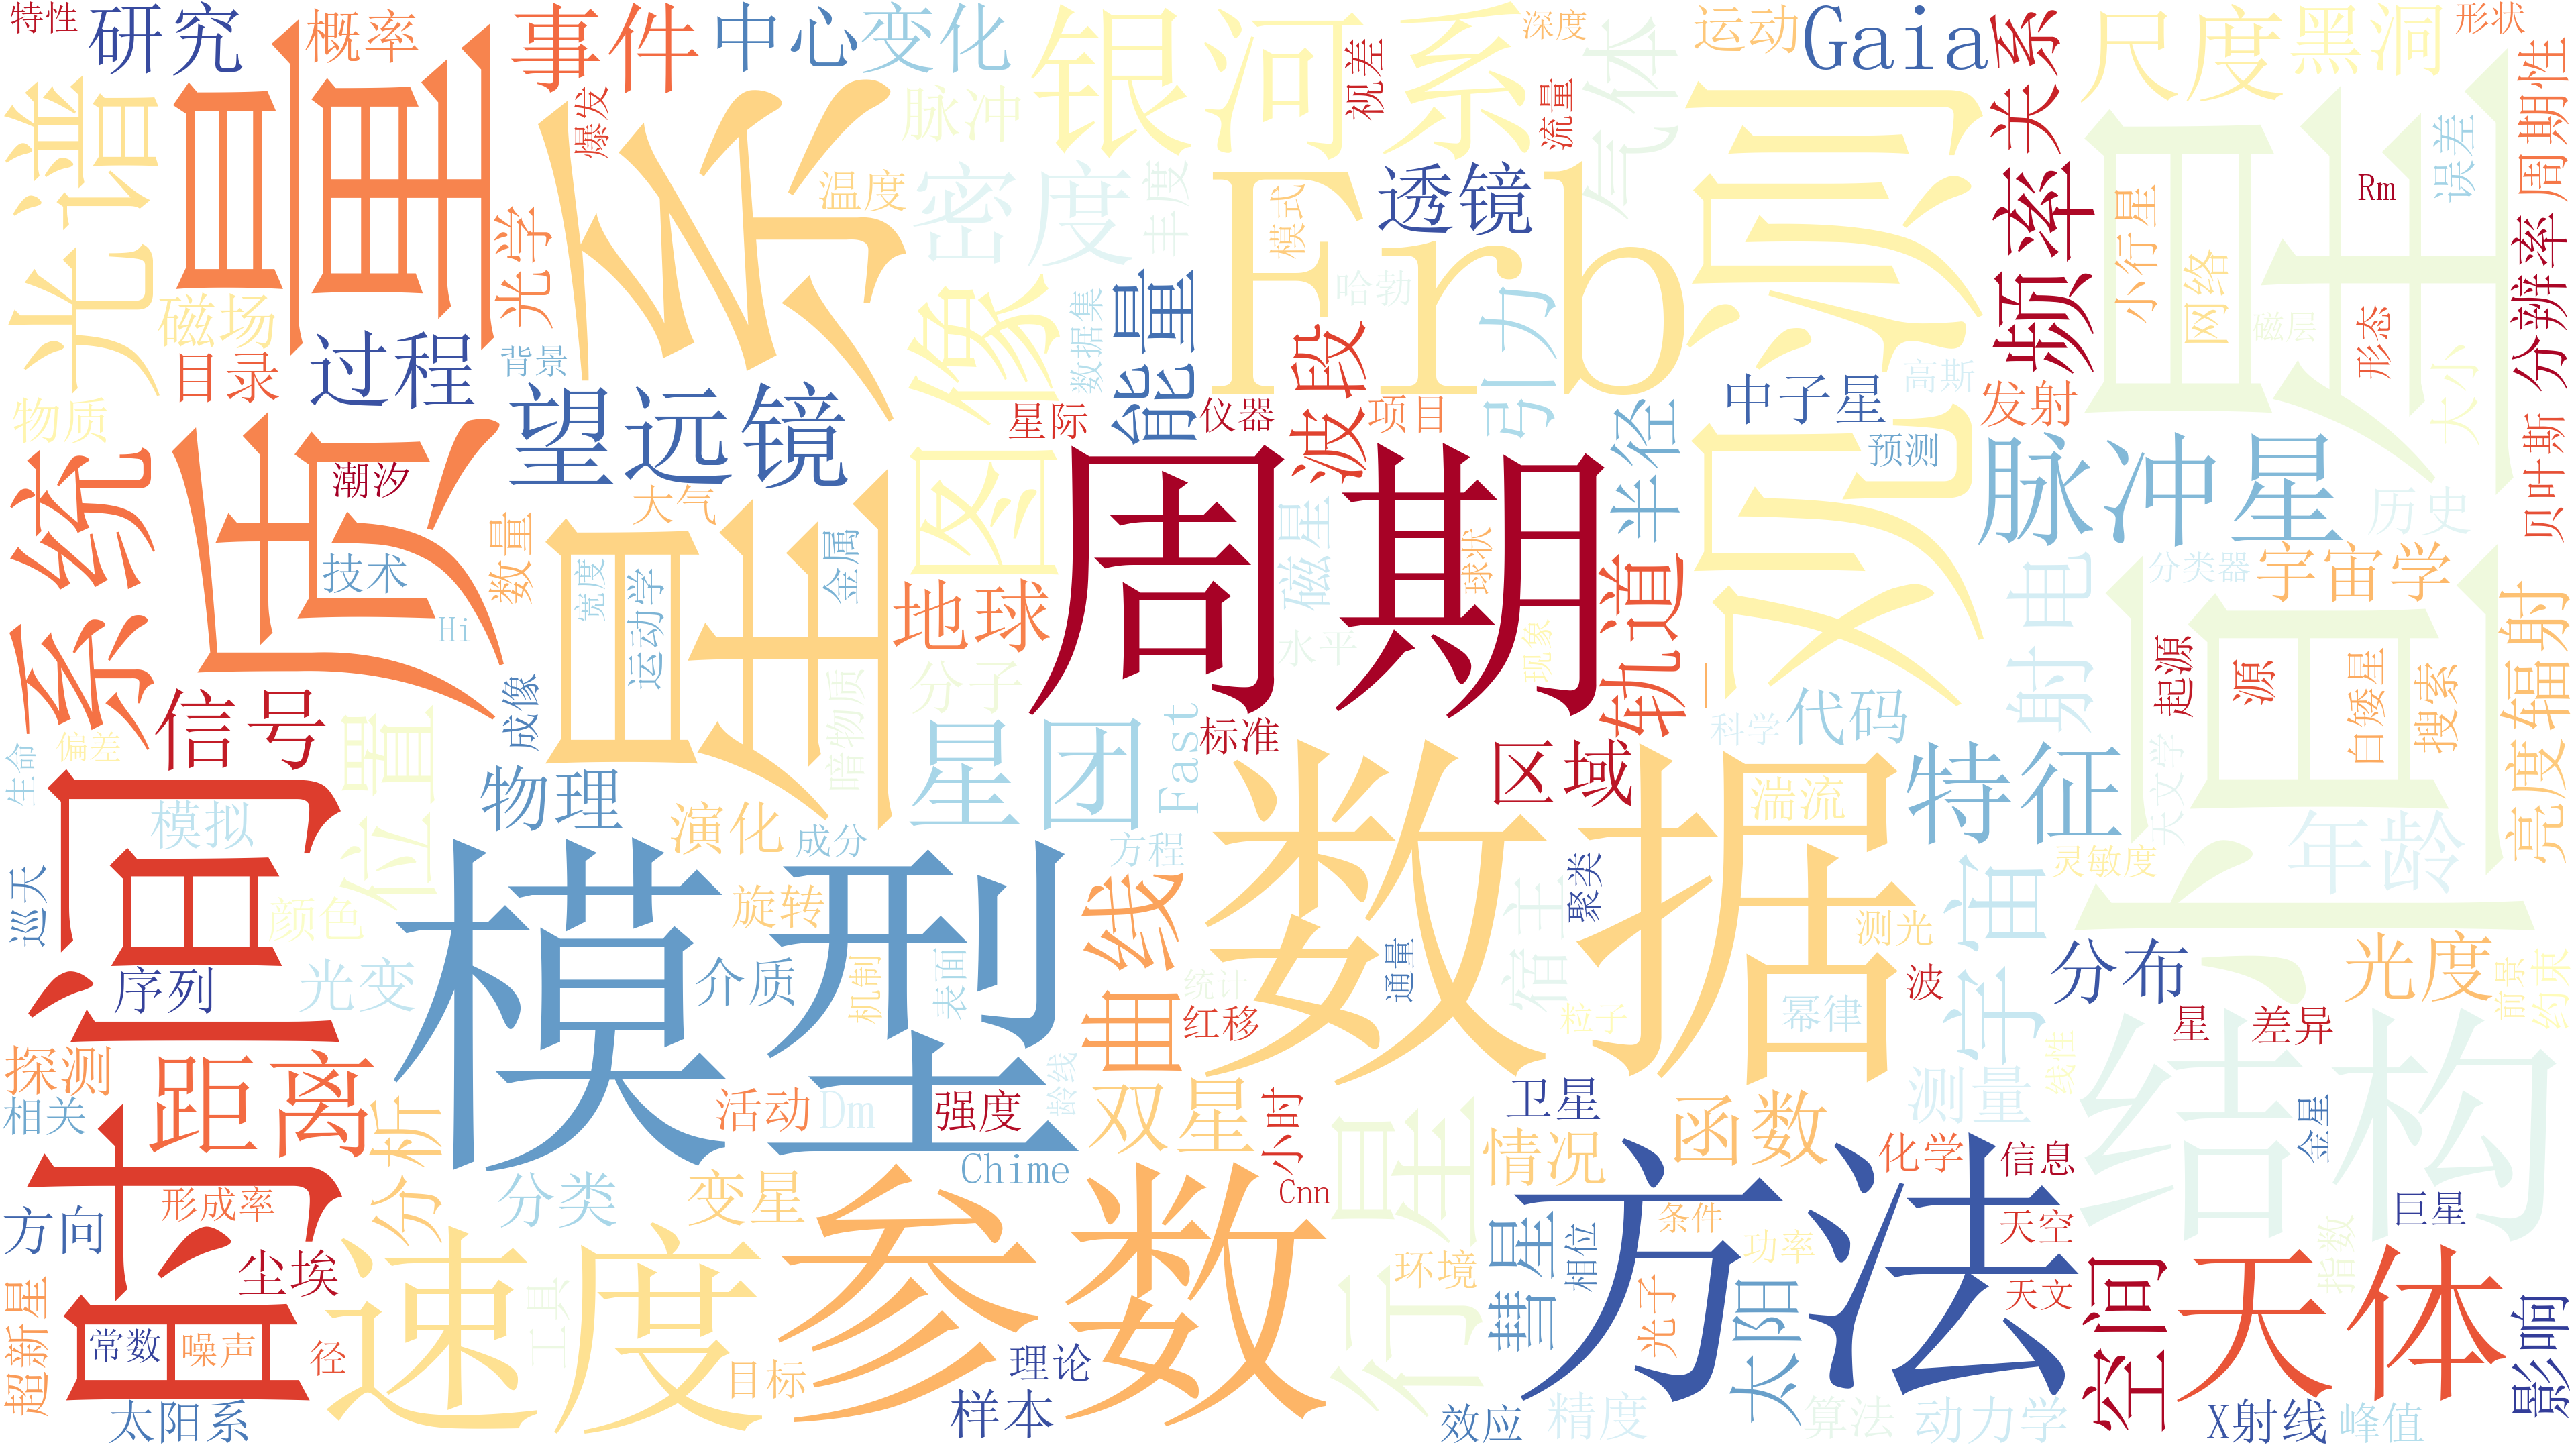 特性
研究
概率
事件
中心
变化
银河系
深度
运动
Gaia
关系
尺度
黑洞
形状
光谱
质量
星系
爆发
脉冲
视差
流量
气体
观测
频率
恒星
误差
周期性
温度
密度
丰度
Frb
模式
透镜
小行星
网络
Rm
磁场
光学
图像
数据集
能量
哈勃
引力
磁层
形态
大小
分辨率
目录
过程
背景
望远镜
波段
中子星
高斯
发射
物质
系统
潮汐
星际
仪器
项目
半径
预测
脉冲星
历史
贝叶斯
技术
数量
大气
金属
周期
磁星
球状
轨道
射电
分类器
宇宙学
Hi
宽度
运动学
地球
水平
现象
一
时间
信号
成像
分子
暗物质
星团
Fast
标准
区域
科学
代码
起源
源
白矮星
搜索
辐射
生命
偏差
位置
物理
数据
特征
天文学
亮度
模拟
演化
成分
方程
湍流
年龄
巡天
颜色
模型
旋转
曲线
聚类
宿主
测光
灵敏度
宇宙
序列
光变
介质
机制
表面
统计
通量
粒子
幂律
波
分布
光度
前景
约束
探测
距离
红移
星
差异
线性
结构
相关
分析
活动
Dm
强度
龄线
双星
小时
行星
卫星
函数
测量
金星
方向
形成率
分类
变星
Chime
Cnn
情况
方法
化学
信息
巨星
尘埃
速度
参数
环境
彗星
相位
条件
功率
天空
指数
超新星
常数
噪声
径
工具
目标
理论
光子
太阳
天文
空间
天体
影响
太阳系
样本
效应
精度
算法
动力学
X射线
峰值